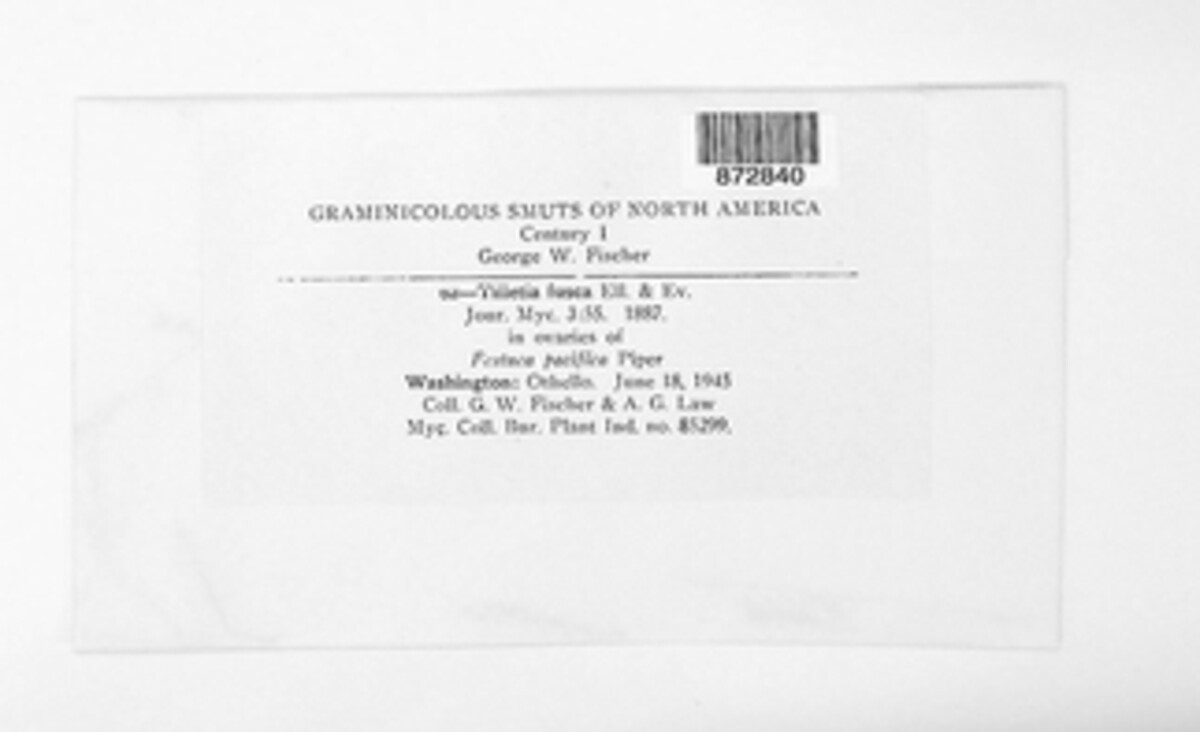 872840
GRAMINICOLOUS SMUTS OF NORTH AMERICA
Century I
George W. Fischer
Tilletia fusca Ell. & Ev.
Jour. Myc. 3:55. 1887.
in ovaries of
Festuca pacifica Piper
Washington: Othello. June 18, 1945
Coll. G. W. Fischer & A. G. Law
Myc. Coll. Bur. Plant Ind. no. 85299.